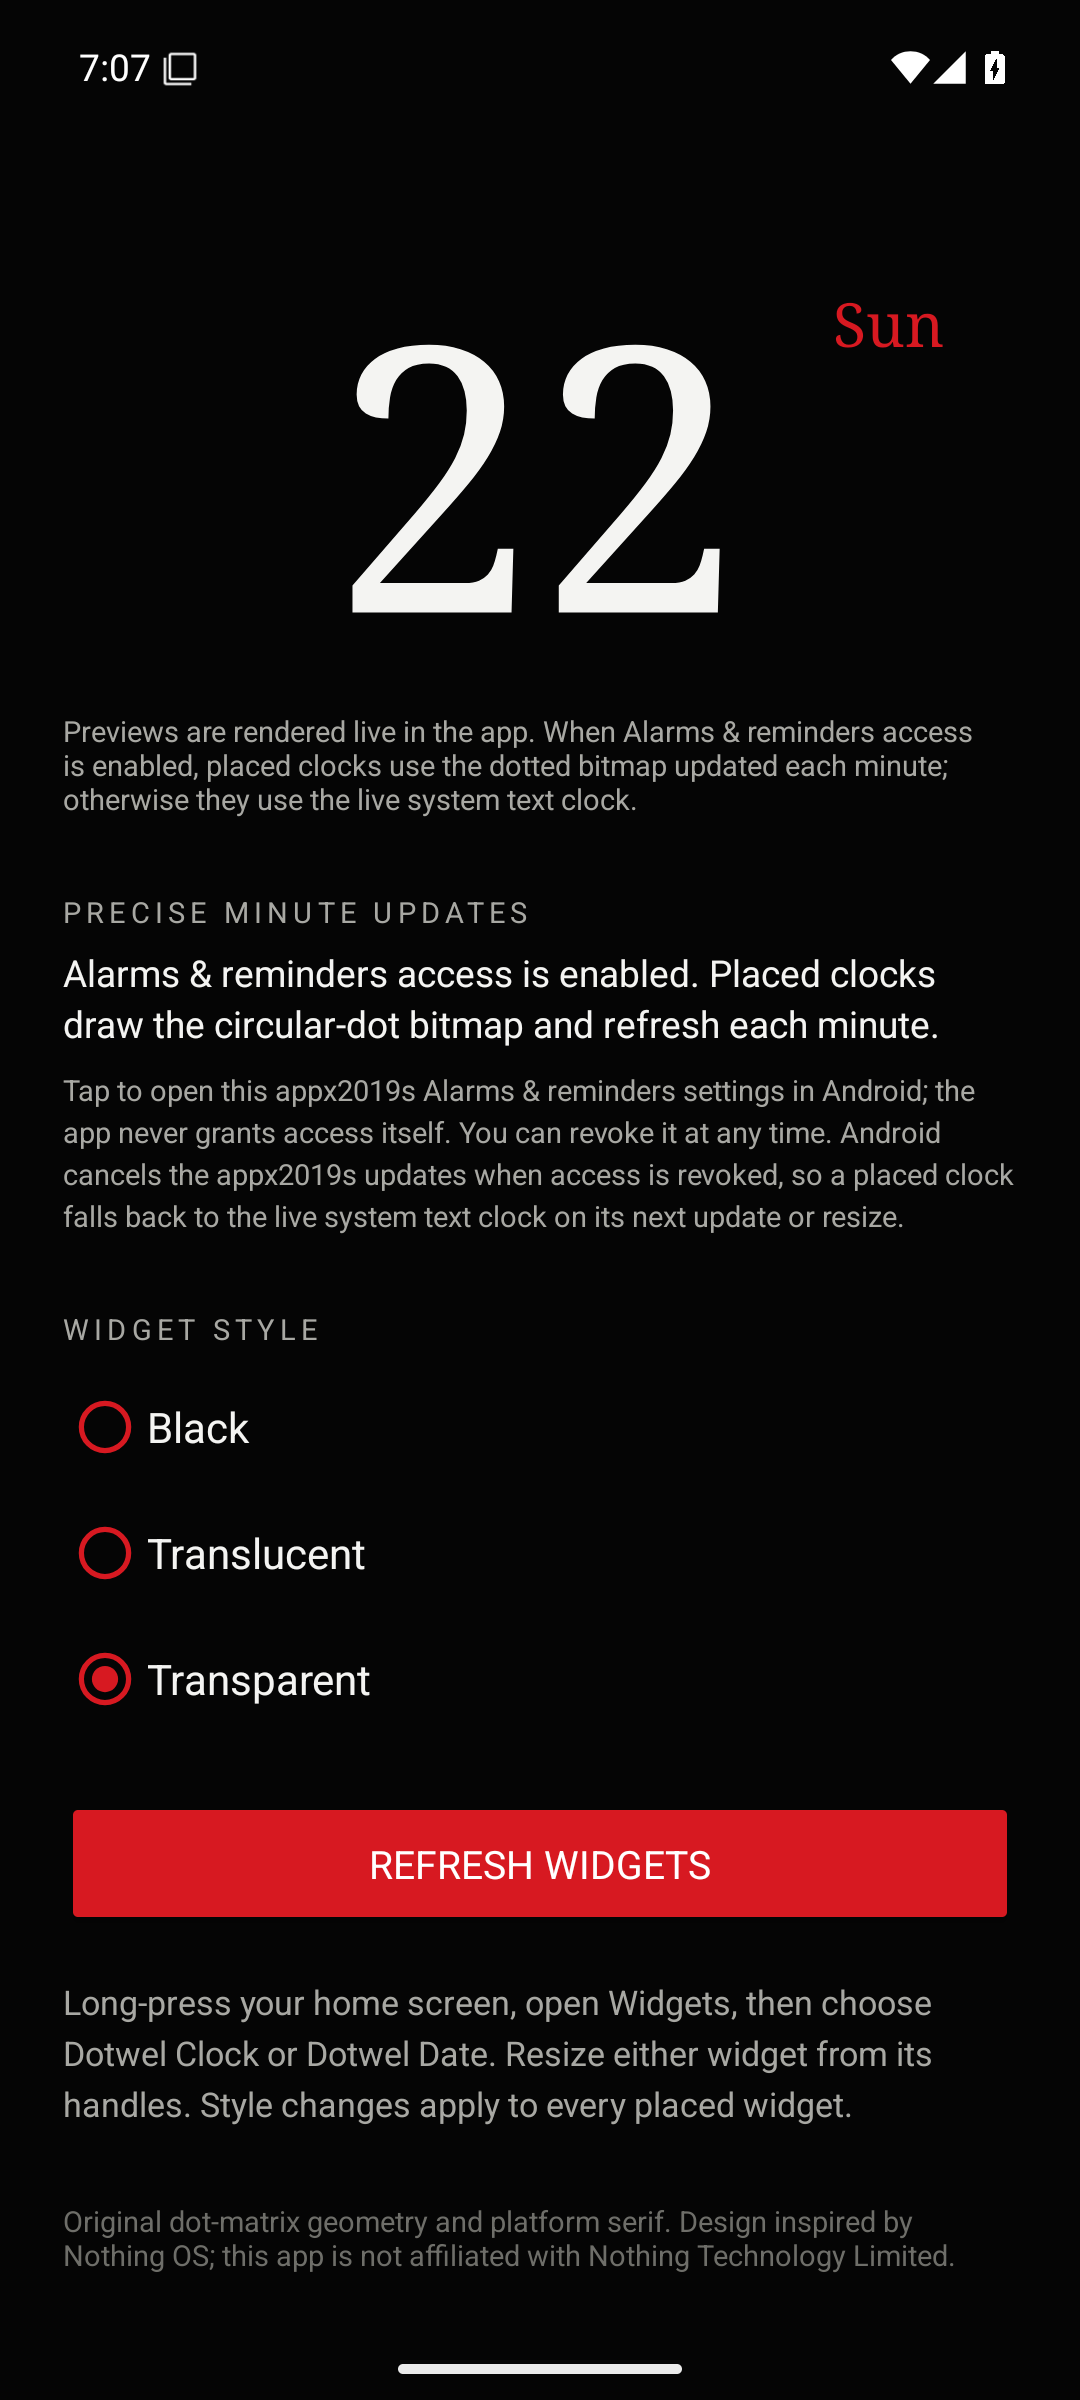 7:07
Sun
22
Previews are rendered live in the app. When Alarms & reminders access
is enabled, placed clocks use the dotted bitmap updated each minute;
otherwise they use the live system text clock.
PRECISE MINUTE UPDATES
Alarms & reminders access is enabled. Placed clocks
draw the circular-dot bitmap and refresh each minute.
Tap to open this appx2019s Alarms & reminders settings in Android; the
app never grants access itself. You can revoke it at any time. Android
cancels the appx2019s updates when access is revoked, so a placed clock
falls back to the live system text clock on its next update or resize.
WIDGET STYLE
Black
Translucent
Transparent
REFRESH WIDGETS
Long-press your home screen, open Widgets, then choose
Dotwel Clock or Dotwel Date. Resize either widget from its
handles. Style changes apply to every placed widget.
Original dot-matrix geometry and platform serif. Design inspired by
Nothing OS; this app is not affiliated with Nothing Technology Limited.